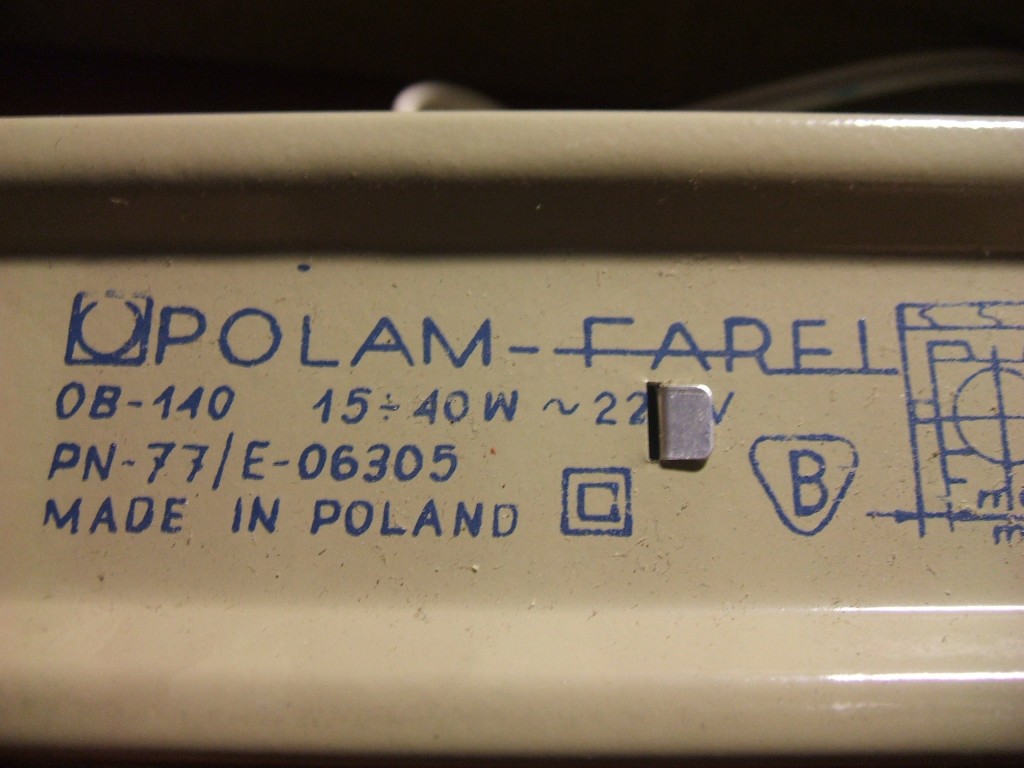 POLAM-FAREL
OB-140 15÷40W ~22 V
PN-77/E-06305
MADE IN POLAND
B